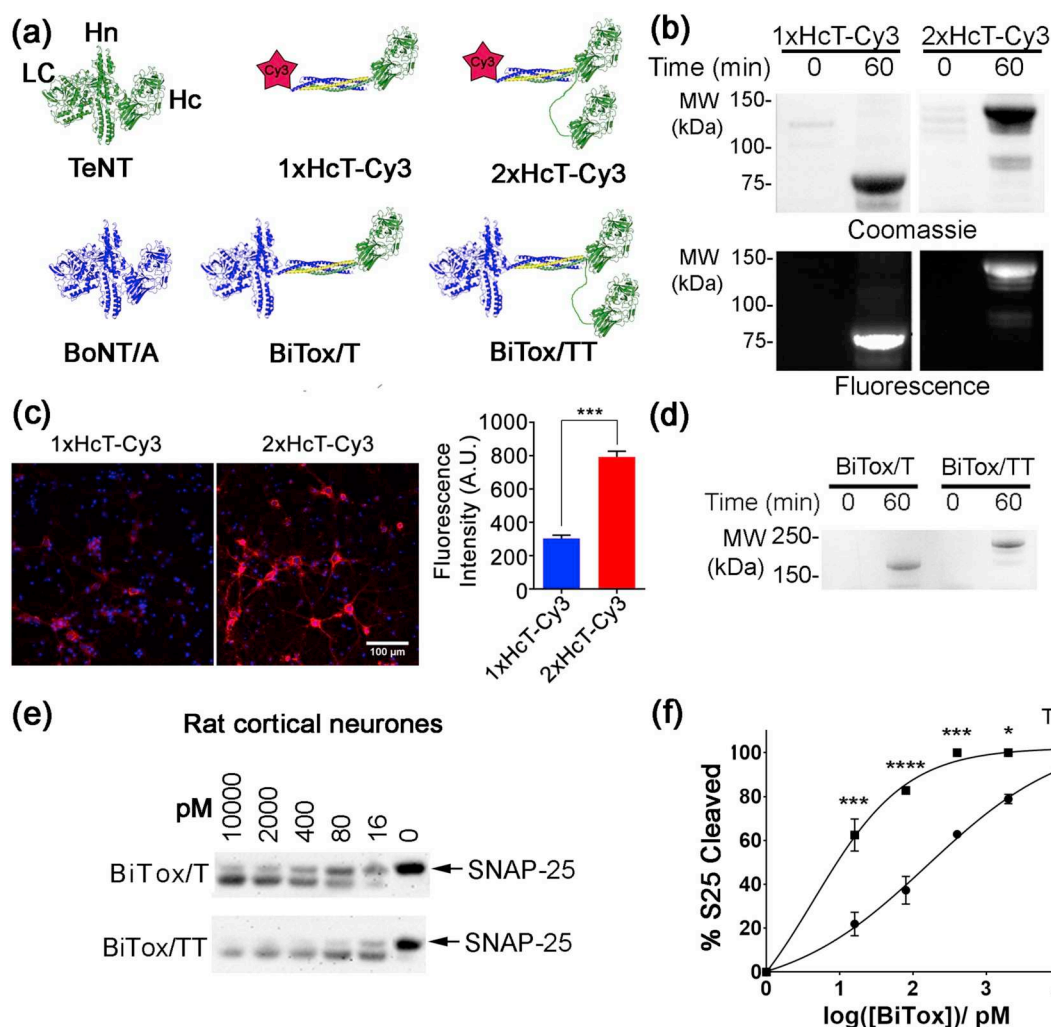 (a)
Hn
LC
Hc
TeNT
Cy3
1xHcT-Cy3
Cy3
2xHcT-Cy3
BoNT/A
BiTox/T
BiTox/TT
(b)
1xHcT-Cy3 2xHcT-Cy3
Time (min) 0 60 0 60
MW
(kDa)
150-
100-
75-
Coomassie
MW
(kDa)
150-
100-
75-
Fluorescence
(c)
1xHcT-Cy3 2xHcT-Cy3
100 µm
Fluorescence
Intensity (A.U.)
1000
800
600
400
200
0
***
1xHcT-Cy3
2xHcT-Cy3
(d)
BiTox/T BiTox/TT
Time (min) 0 60 0 60
MW
(kDa)
250-
150-
(e)
Rat cortical neurones
pM 10000 2000 400 80 16 0
BiTox/T SNAP-25
BiTox/TT SNAP-25
(f)
T
% S25 Cleaved
100
80
60
40
20
0
*** **** *** *
0 1 2 3
log([BiTox])/ pM